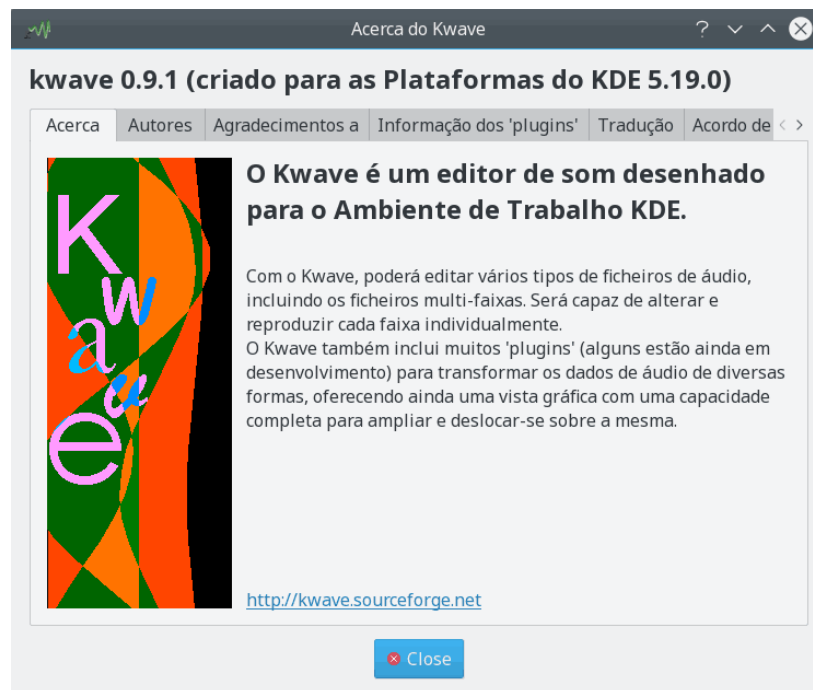 Acerca do Kwave
kwave 0.9.1 (criado para as Plataformas do KDE 5.19.0)
Acerca
Autores
Agradecimentos a
Informação dos 'plugins'
Tradução
Acordo de
Kwave
O Kwave é um editor de som desenhado
para o Ambiente de Trabalho KDE.
Com o Kwave, poderá editar vários tipos de ficheiros de áudio,
incluindo os ficheiros multi-faixas. Será capaz de alterar e
reproduzir cada faixa individualmente.
O Kwave também inclui muitos 'plugins' (alguns estão ainda em
desenvolvimento) para transformar os dados de áudio de diversas
formas, oferecendo ainda uma vista gráfica com uma capacidade
completa para ampliar e deslocar-se sobre a mesma.
http://kwave.sourceforge.net
Close